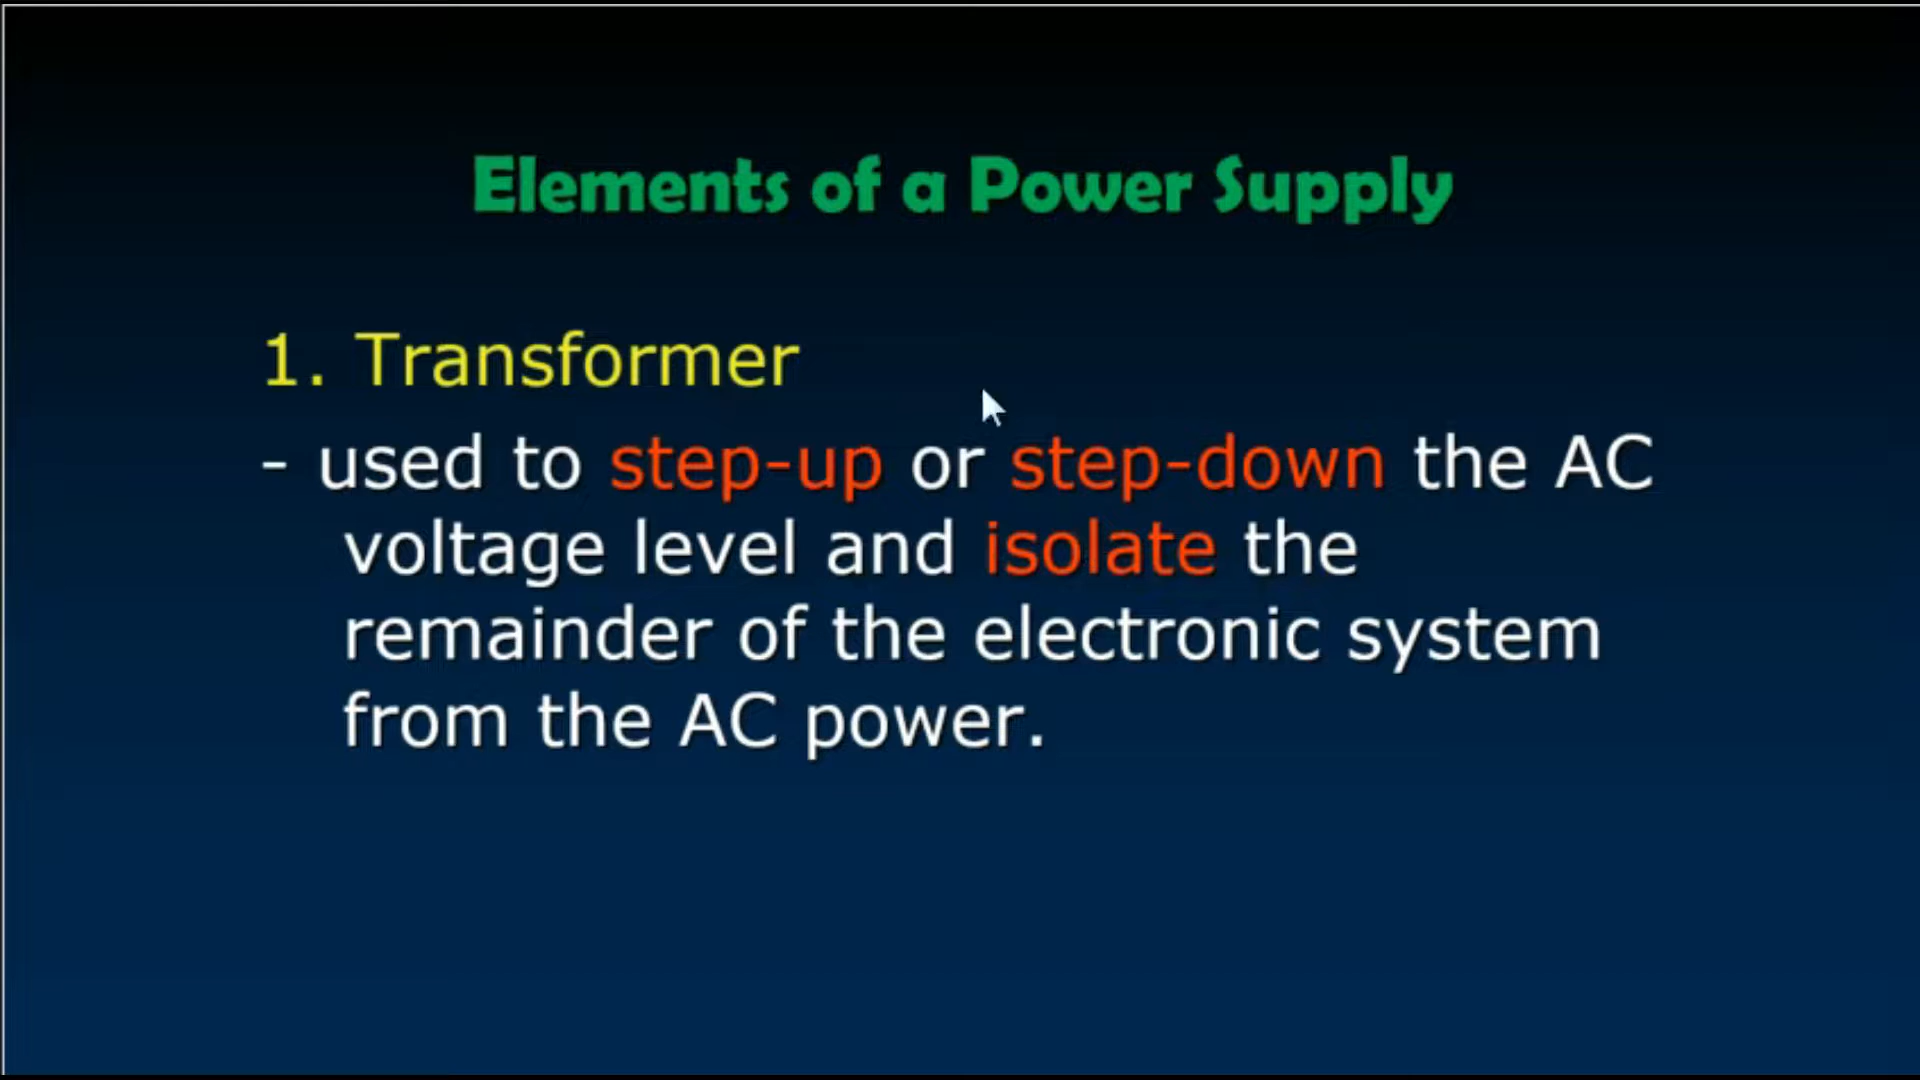 Elements of a Power Supply
1. Transformer
- used to step-up or step-down the AC
voltage level and isolate the
remainder of the electronic system
from the AC power.